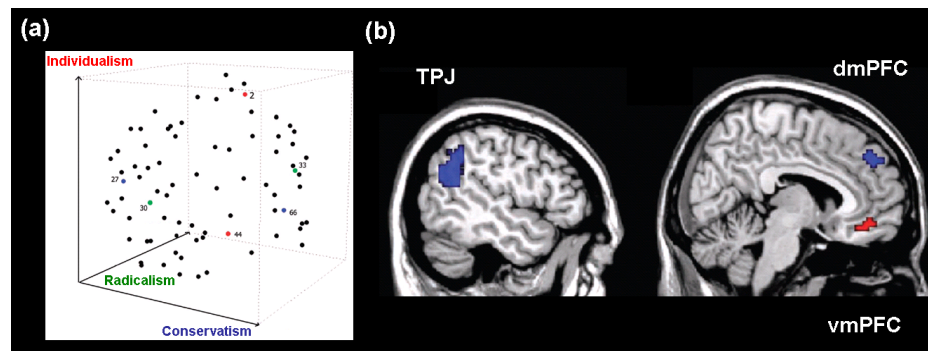 (a)
Individualism
2
33
27
30
66
44
Radicalism
Conservatism
(b)
TPJ
dmPFC
vmPFC